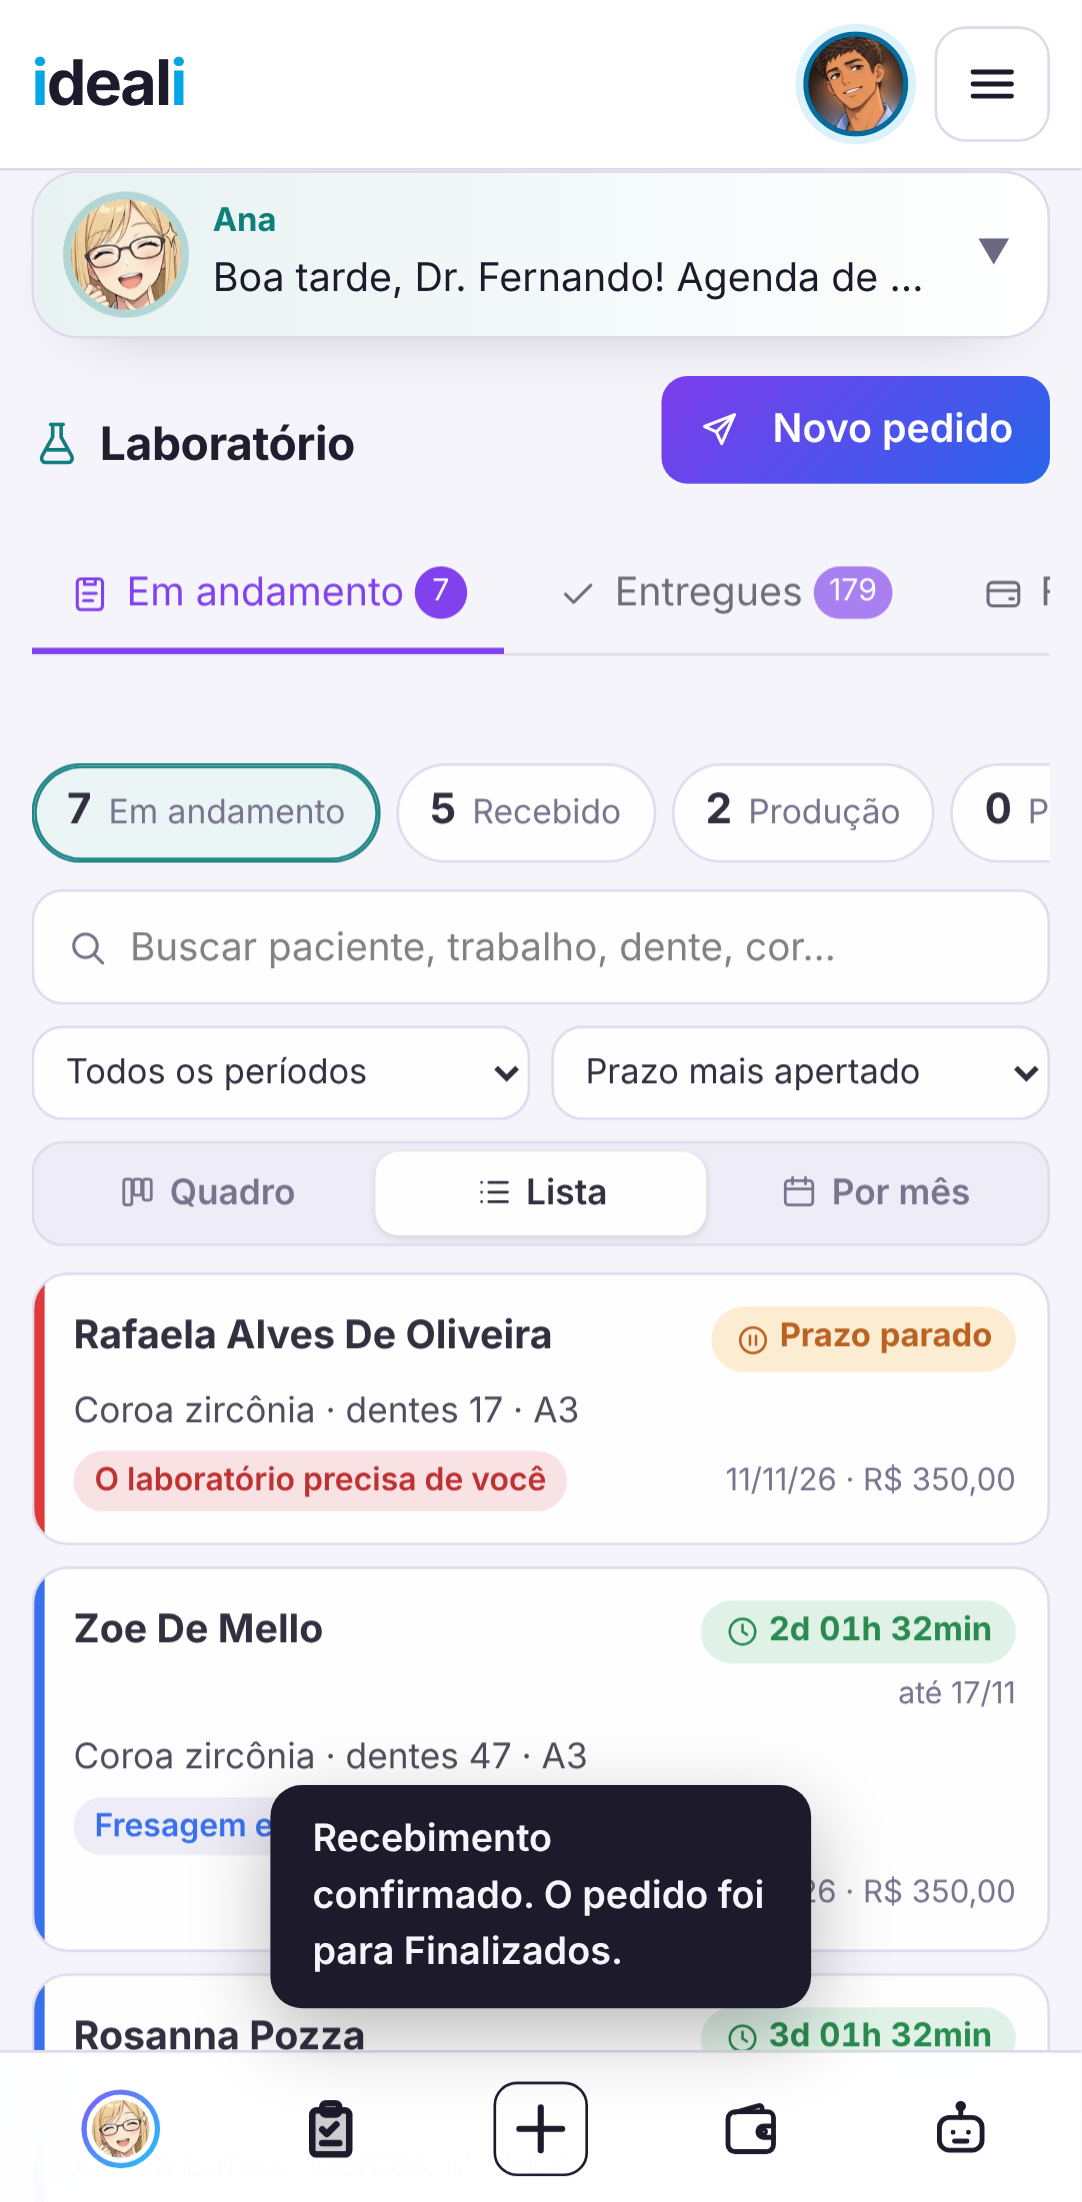 ideali
Ana
Boa tarde, Dr. Fernando! Agenda de ...
Laboratório
Novo pedido
Em andamento 7
Entregues 179
7 Em andamento
5 Recebido
2 Produção
0 P
Buscar paciente, trabalho, dente, cor...
Todos os períodos
Prazo mais apertado
Quadro
Lista
Por mês
Rafaela Alves De Oliveira
Prazo parado
Coroa zircônia · dentes 17 · A3
O laboratório precisa de você
11/11/26 · R$ 350,00
Zoe De Mello
2d 01h 32min
até 17/11
Coroa zircônia · dentes 47 · A3
Fresagem e
26 · R$ 350,00
Recebimento
confirmado. O pedido foi
para Finalizados.
Rosanna Pozza
3d 01h 32min